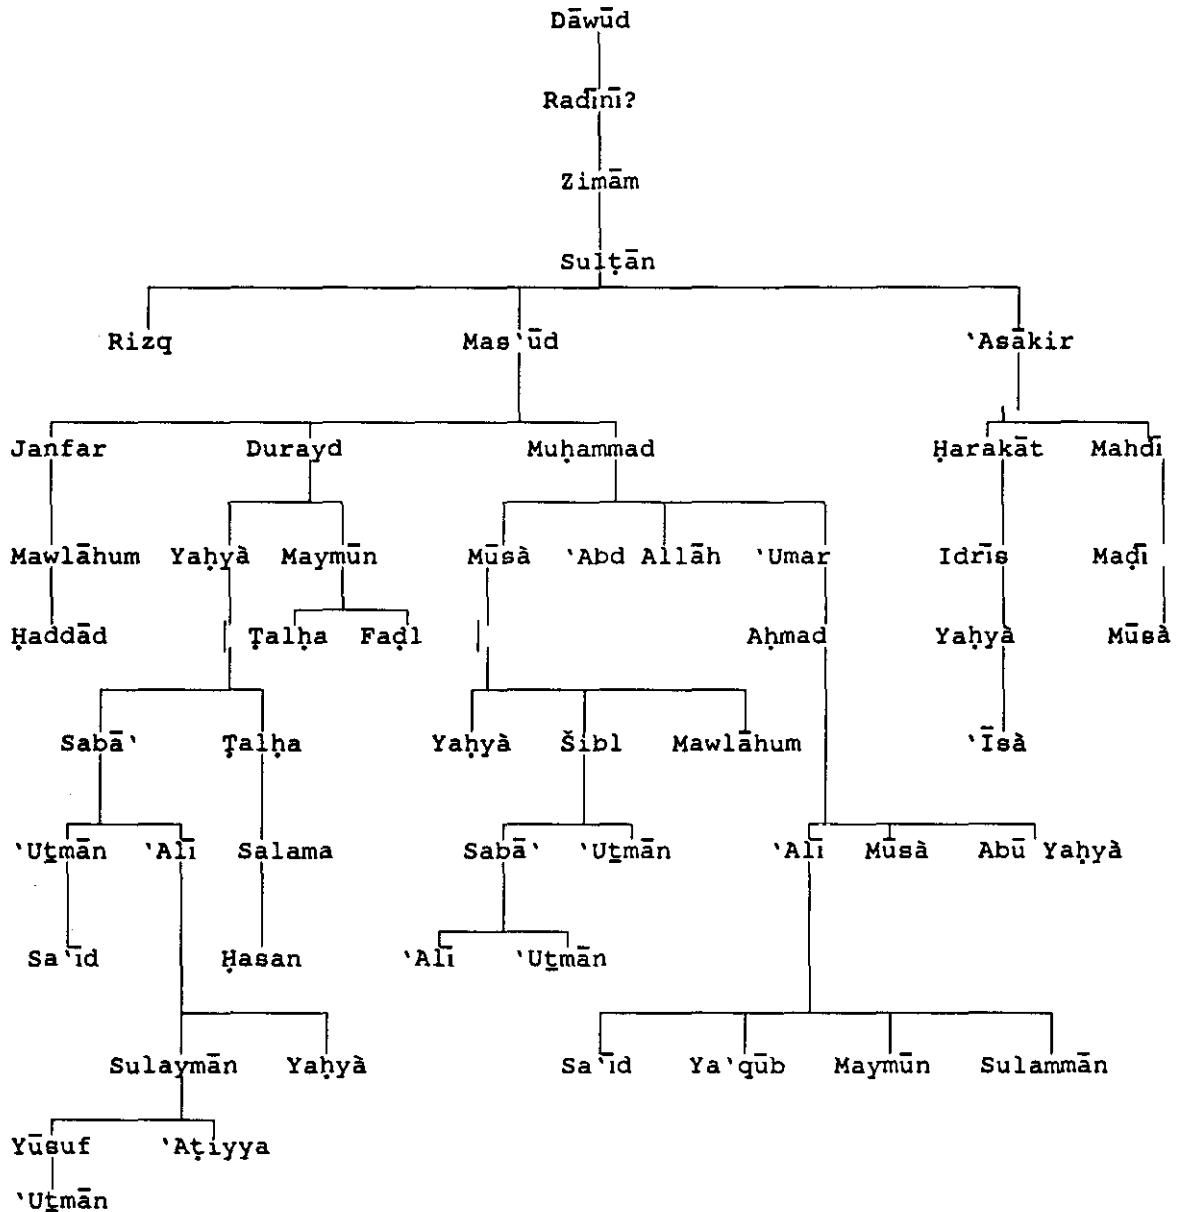 Dāwūd
Radīnī?
Zimām
Sulṭān
Rizq Mas‘ūd ‘Asākir
Janfar Durayd Muḥammad Ḥarakāt Mahdī
Mawlāhum Yaḥyà Maymūn Mūsà ‘Abd Allāh ‘Umar Idrīs Maḍī
Ḥaddād Ṭalḥa Faḍl Aḥmad Yaḥyà Mūsà
Sabā‘ Ṭalḥa Yaḥyà Šibl Mawlāhum ‘Īsà
‘Uṯmān ‘Alī Salama Sabā‘ ‘Uṯmān ‘Alī Mūsà Abū Yaḥyà
Sa‘īd Ḥasan ‘Alī ‘Uṯmān
Sulaymān Yaḥyà Sa‘īd Ya‘qūb Maymūn Sulammān
Yūsuf ‘Aṭiyya
‘Uṯmān